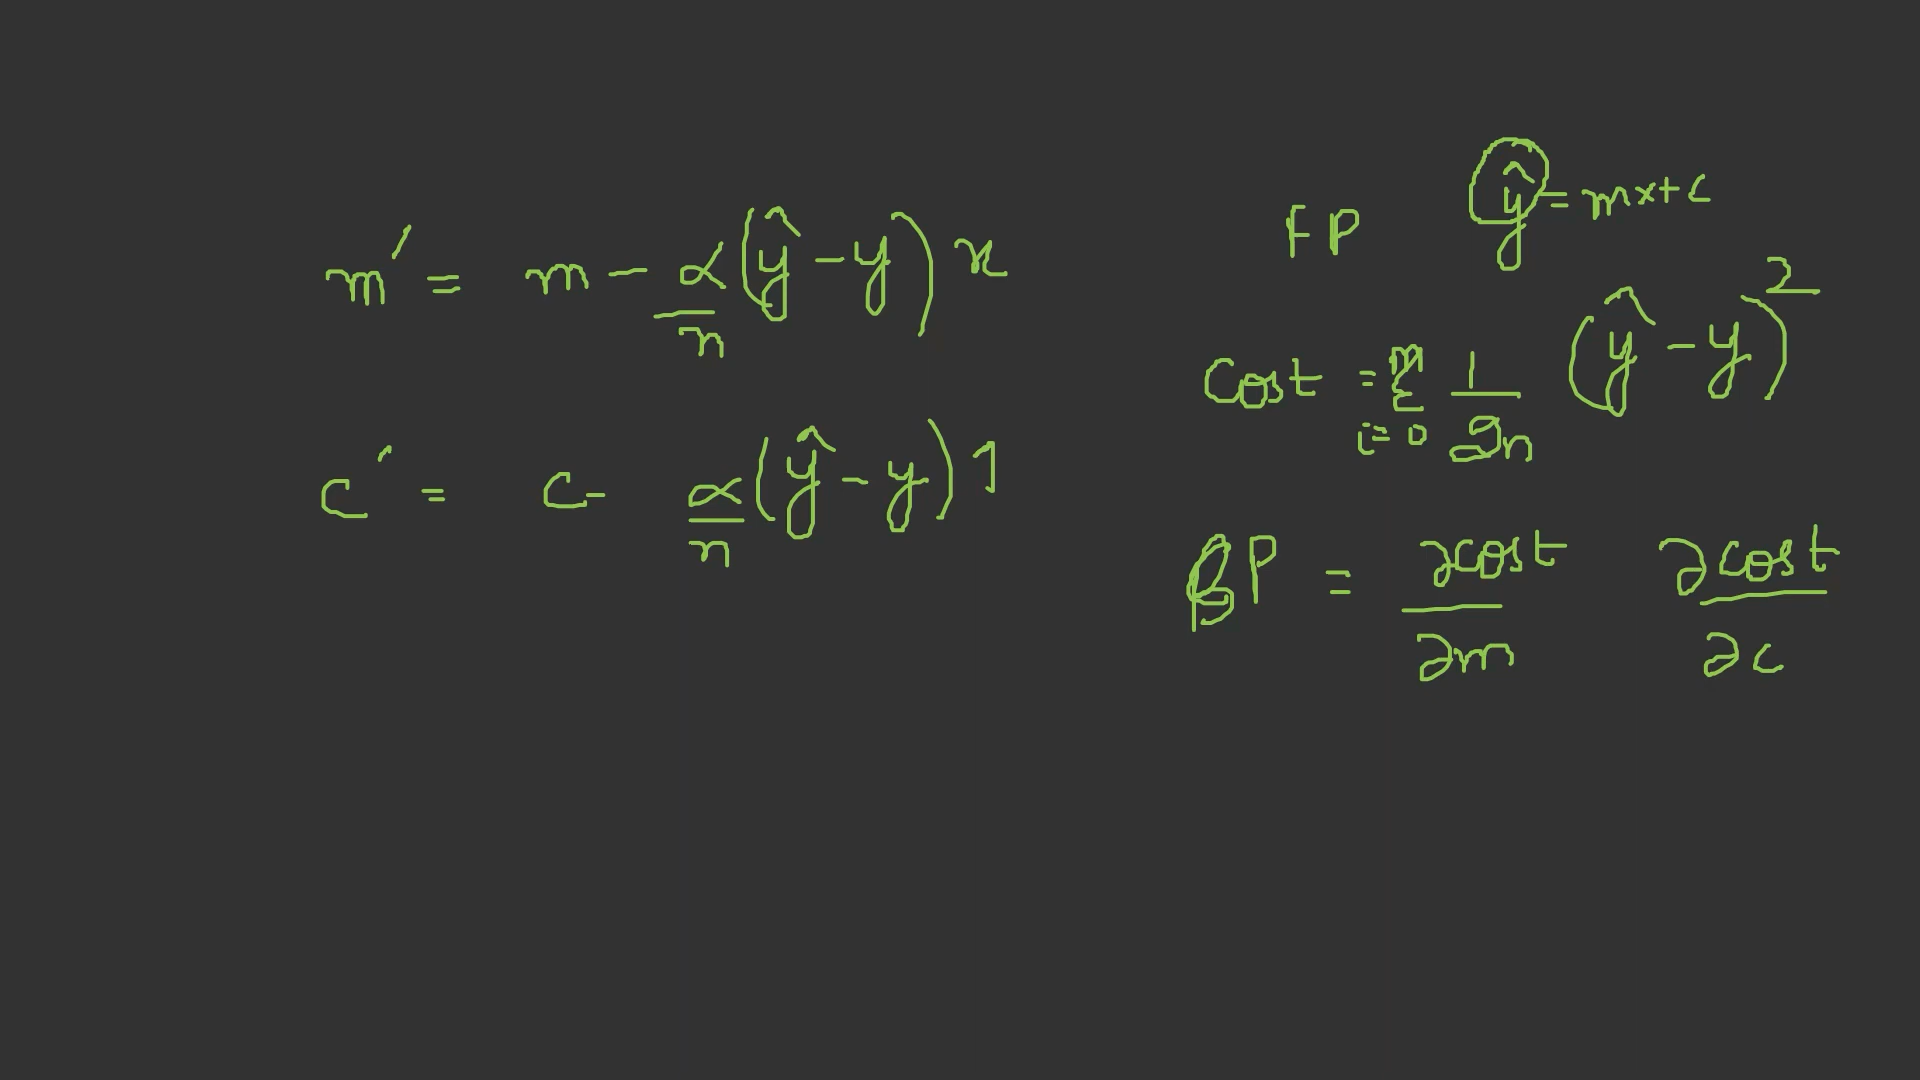 m' = m - α/n (ŷ - y) x
c' = c - α/n (ŷ - y) 1
FP ŷ = mx + c
Cost = Σ_{i=0}^{n} 1/2n (ŷ - y)²
BP = ∂cost/∂m ∂cost/∂c